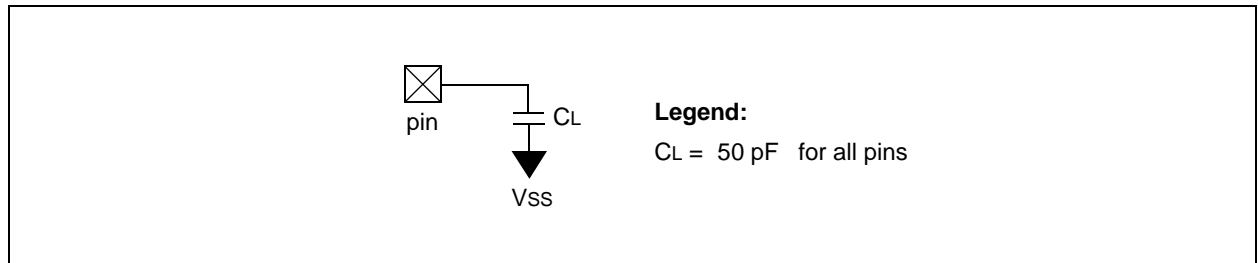 pin
CL
VSS
Legend:
CL = 50 pF for all pins